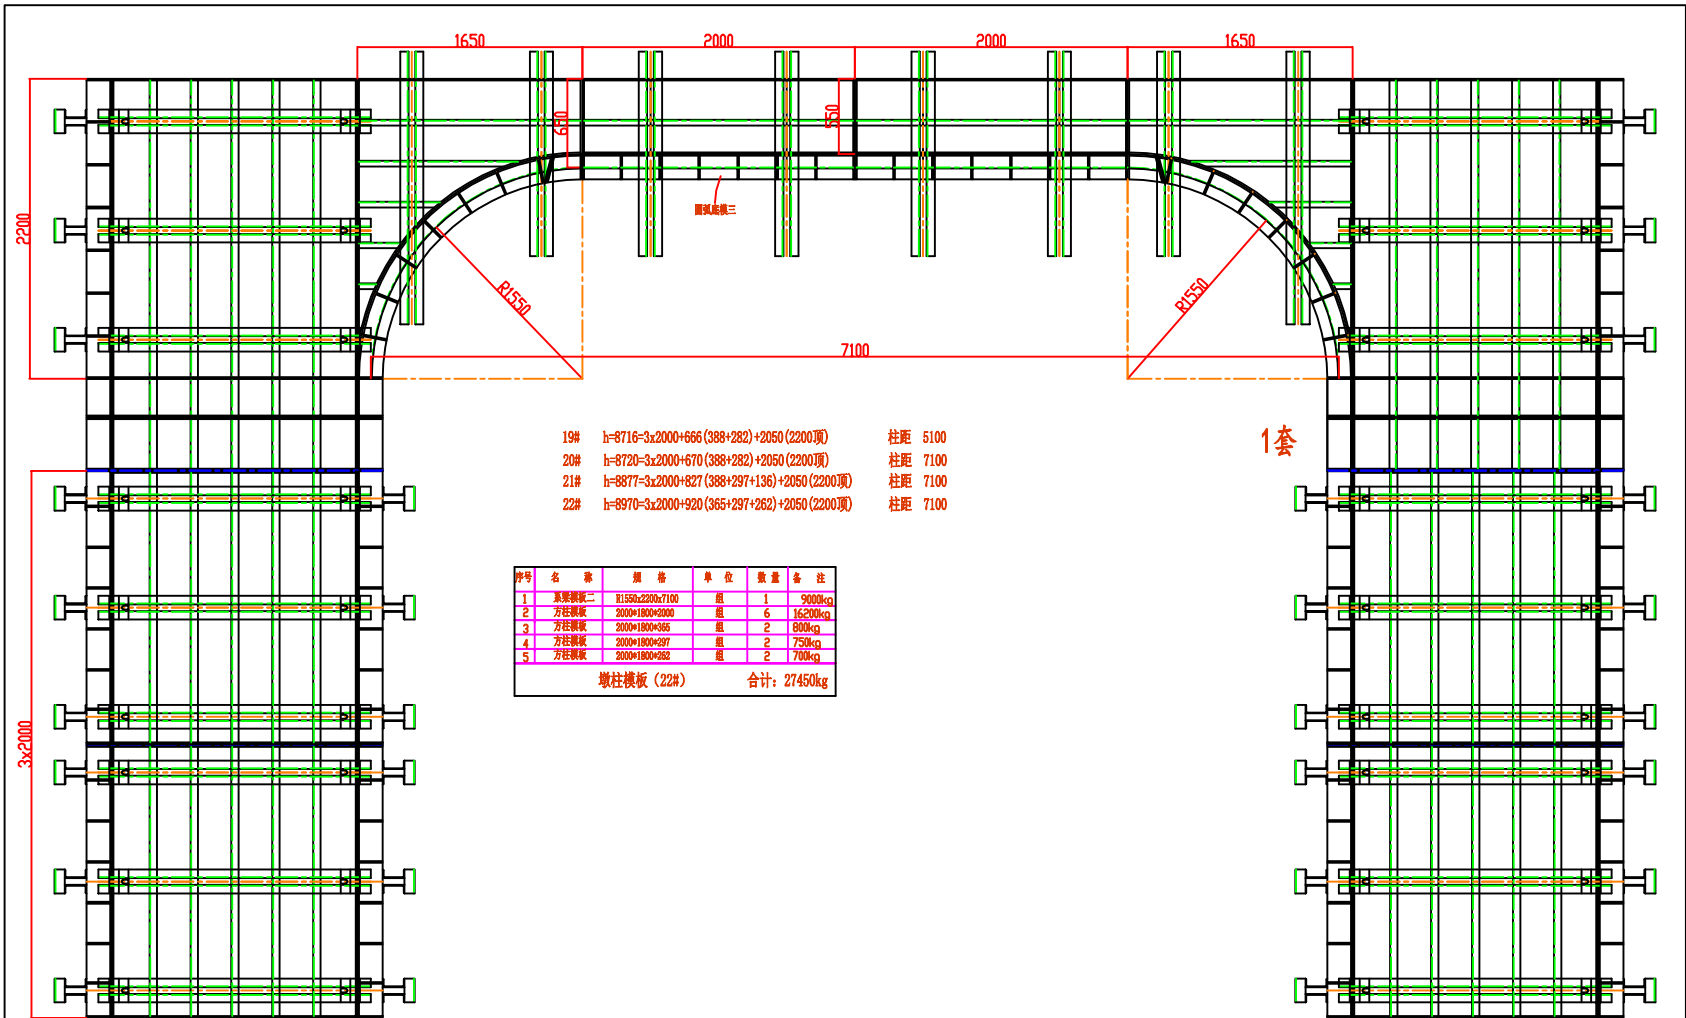 1650 2000 2000 1650
650 550
2200
圆弧底模三
R1550 R1550
7100
19# h=8716=3x2000+666(388+282)+2050(2200顶) 柱距 5100
20# h=8720=3x2000+670(388+282)+2050(2200顶) 柱距 7100
21# h=8877=3x2000+827(388+297+136)+2050(2200顶) 柱距 7100
22# h=8970=3x2000+920(365+297+262)+2050(2200顶) 柱距 7100
1套
3x2000
序号 名 称 规 格 单 位 数 量 备 注
1 系梁模板二 R1550x2200x7100 组 1 9000kg
2 方柱模板 2000*1800*2000 组 6 16200kg
3 方柱模板 2000*1800*365 组 2 800kg
4 方柱模板 2000*1800*297 组 2 750kg
5 方柱模板 2000*1800*262 组 2 700kg
墩柱模板（22#） 合计：27450kg